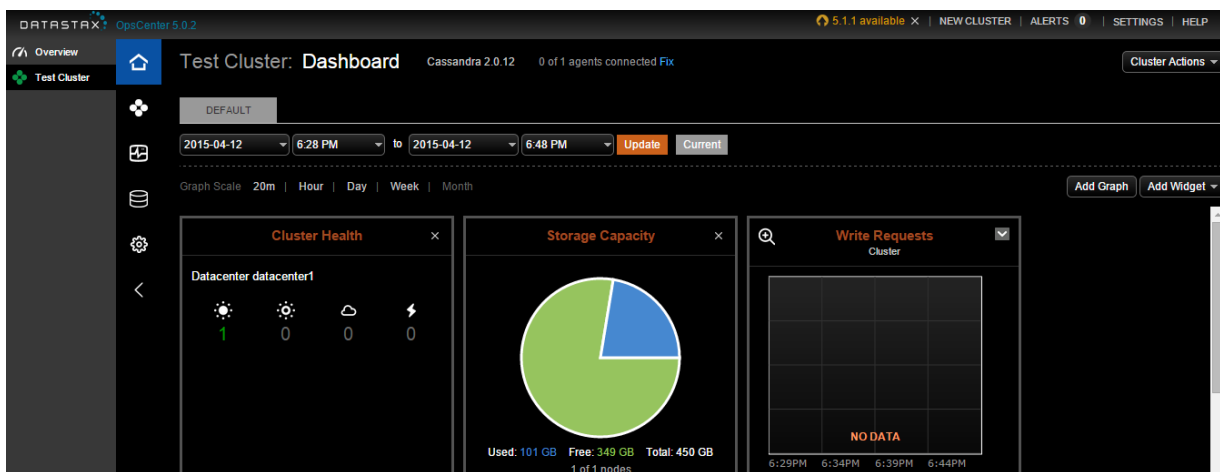 DATASTAX OpsCenter 5.0.2 5.1.1 available × | NEW CLUSTER | ALERTS 0 | SETTINGS | HELP
Overview
Test Cluster
Test Cluster: Dashboard Cassandra 2.0.12 0 of 1 agents connected Fix Cluster Actions
DEFAULT
2015-04-12 6:28 PM to 2015-04-12 6:48 PM Update Current
Graph Scale 20m | Hour | Day | Week | Month Add Graph Add Widget
Cluster Health × Storage Capacity × Write Requests
Cluster
Datacenter datacenter1
1 0 0 0
NO DATA
Used: 101 GB Free: 349 GB Total: 450 GB
1 of 1 nodes
6:29PM 6:34PM 6:39PM 6:44PM